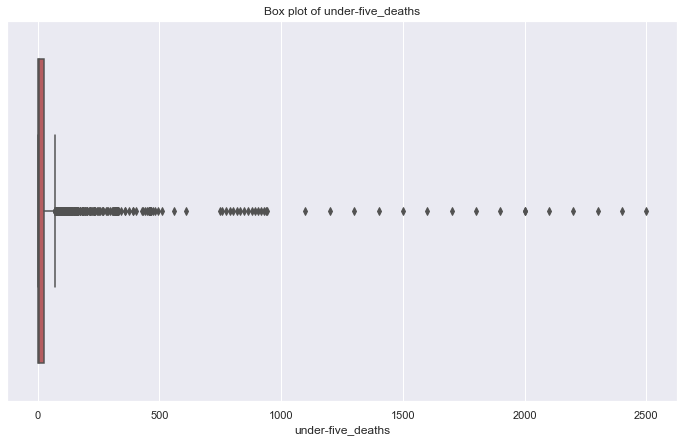 Box plot of under-five_deaths
0 500 1000 1500 2000 2500
under-five_deaths